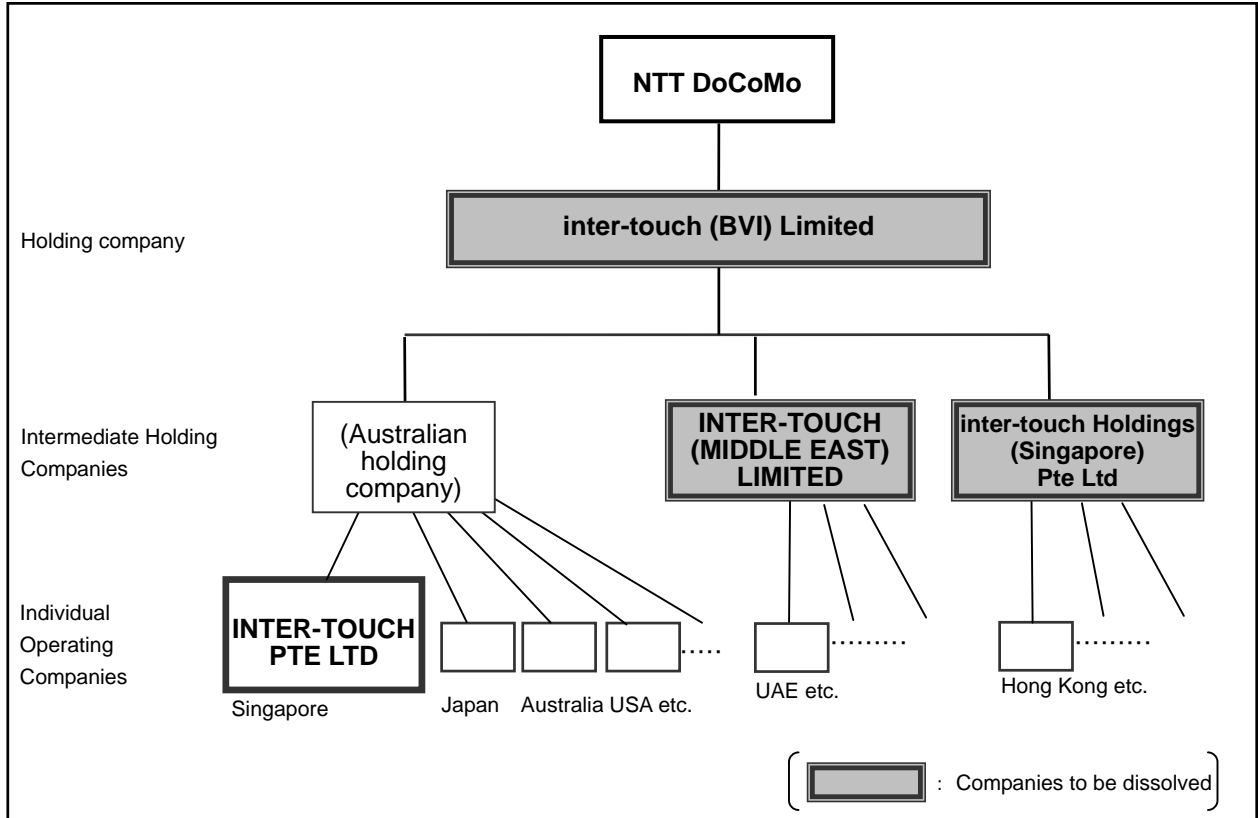 NTT DoCoMo
Holding company
inter-touch (BVI) Limited
Intermediate Holding
Companies
(Australian
holding
company)
INTER-TOUCH
(MIDDLE EAST)
LIMITED
inter-touch Holdings
(Singapore)
Pte Ltd
Individual
Operating
Companies
INTER-TOUCH
PTE LTD
.....
.........
.........
Singapore
Japan
Australia
USA etc.
UAE etc.
Hong Kong etc.
: Companies to be dissolved